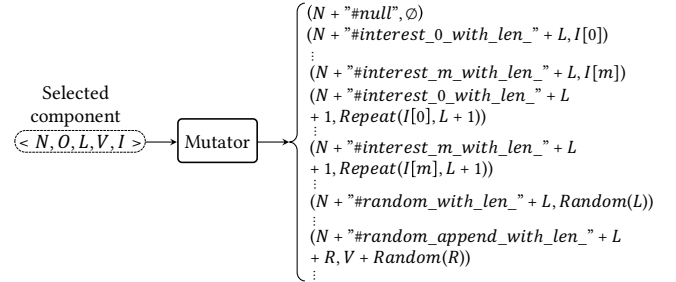 Selected
component
< N, O, L, V, I >
Mutator
(N + ”#null”, ∅)
(N + ”#interest_0_with_len_” + L, I[0])
⋮
(N + ”#interest_m_with_len_” + L, I[m])
(N + ”#interest_0_with_len_” + L
+ 1, Repeat(I[0], L + 1))
⋮
(N + ”#interest_m_with_len_” + L
+ 1, Repeat(I[m], L + 1))
⋮
(N + ”#random_with_len_” + L, Random(L))
⋮
(N + ”#random_append_with_len_” + L
+ R, V + Random(R))
⋮